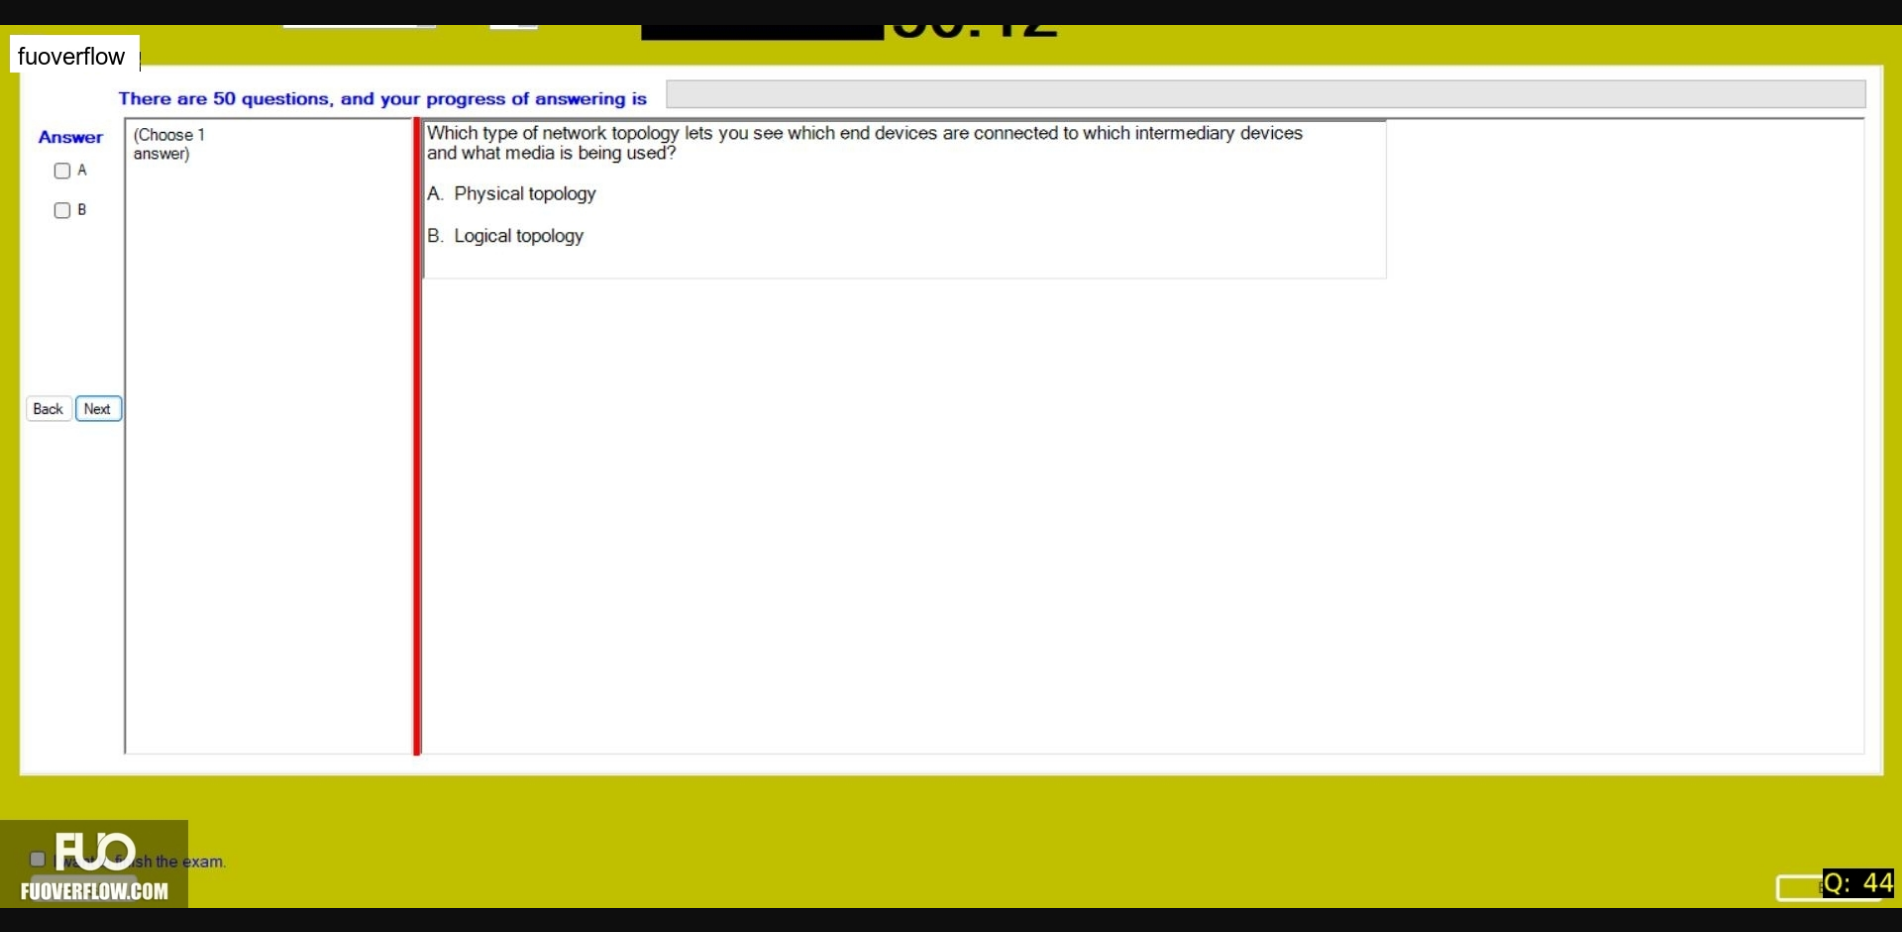 fuoverflow
There are 50 questions, and your progress of answering is
Answer
(Choose 1
answer)
A
B
Which type of network topology lets you see which end devices are connected to which intermediary devices
and what media is being used?
A. Physical topology
B. Logical topology
Back
Next
FUO
sh the exam.
FUOVERFLOW.COM
Q: 44